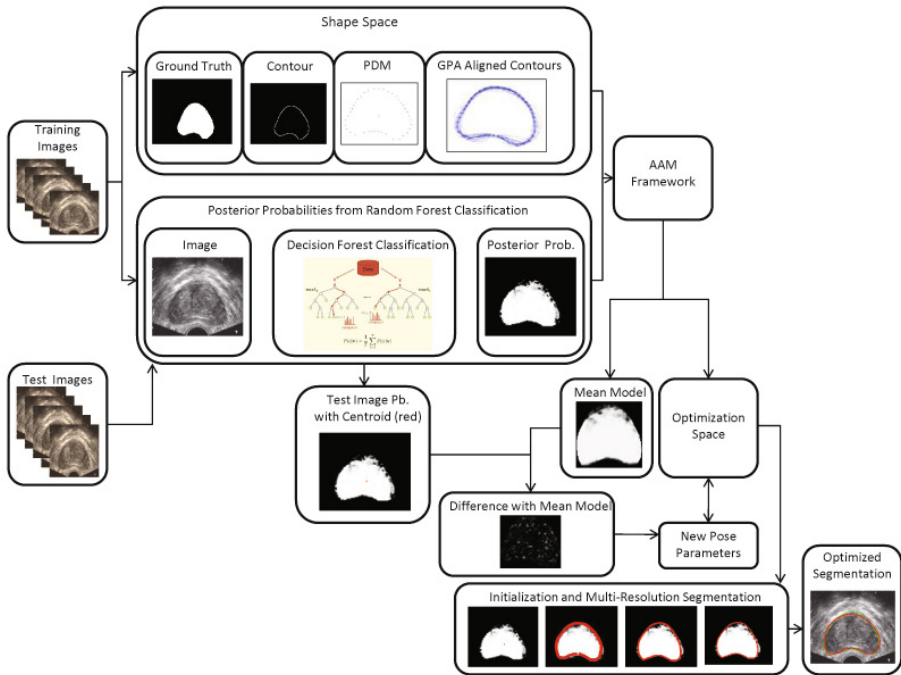 Shape Space
Ground Truth
Contour
PDM
GPA Aligned Contours
Training
Images
AAM
Framework
Posterior Probabilities from Random Forest Classification
Image
Decision Forest Classification
Posterior Prob.
Test Images
Test Image Pb.
with Centroid (red)
Mean Model
Optimization
Space
Difference with Mean Model
New Pose
Parameters
Optimized
Segmentation
Initialization and Multi-Resolution Segmentation